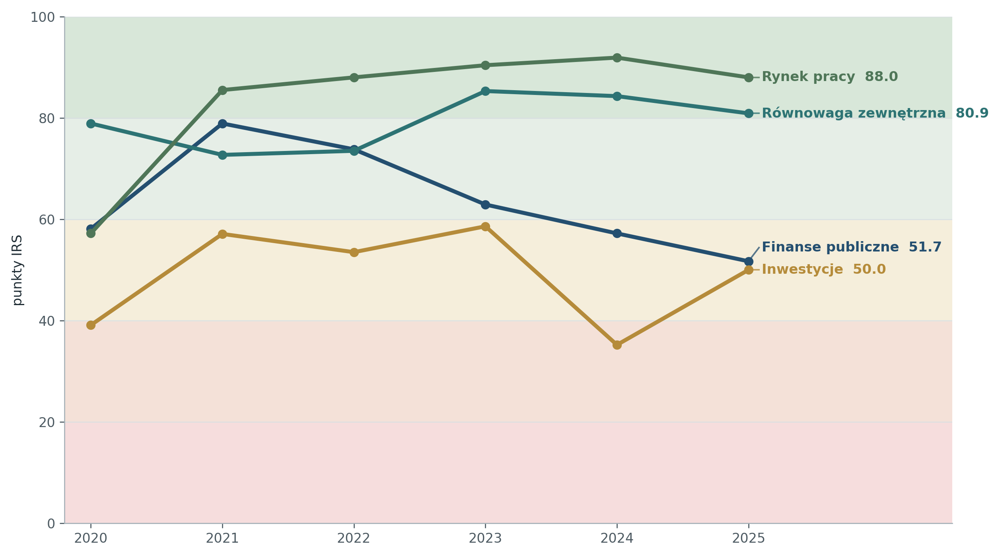 100
80
60
40
20
0
punkty IRS
Rynek pracy 88.0
Równowaga zewnętrzna 80.9
Finanse publiczne 51.7
Inwestycje 50.0
2020 2021 2022 2023 2024 2025